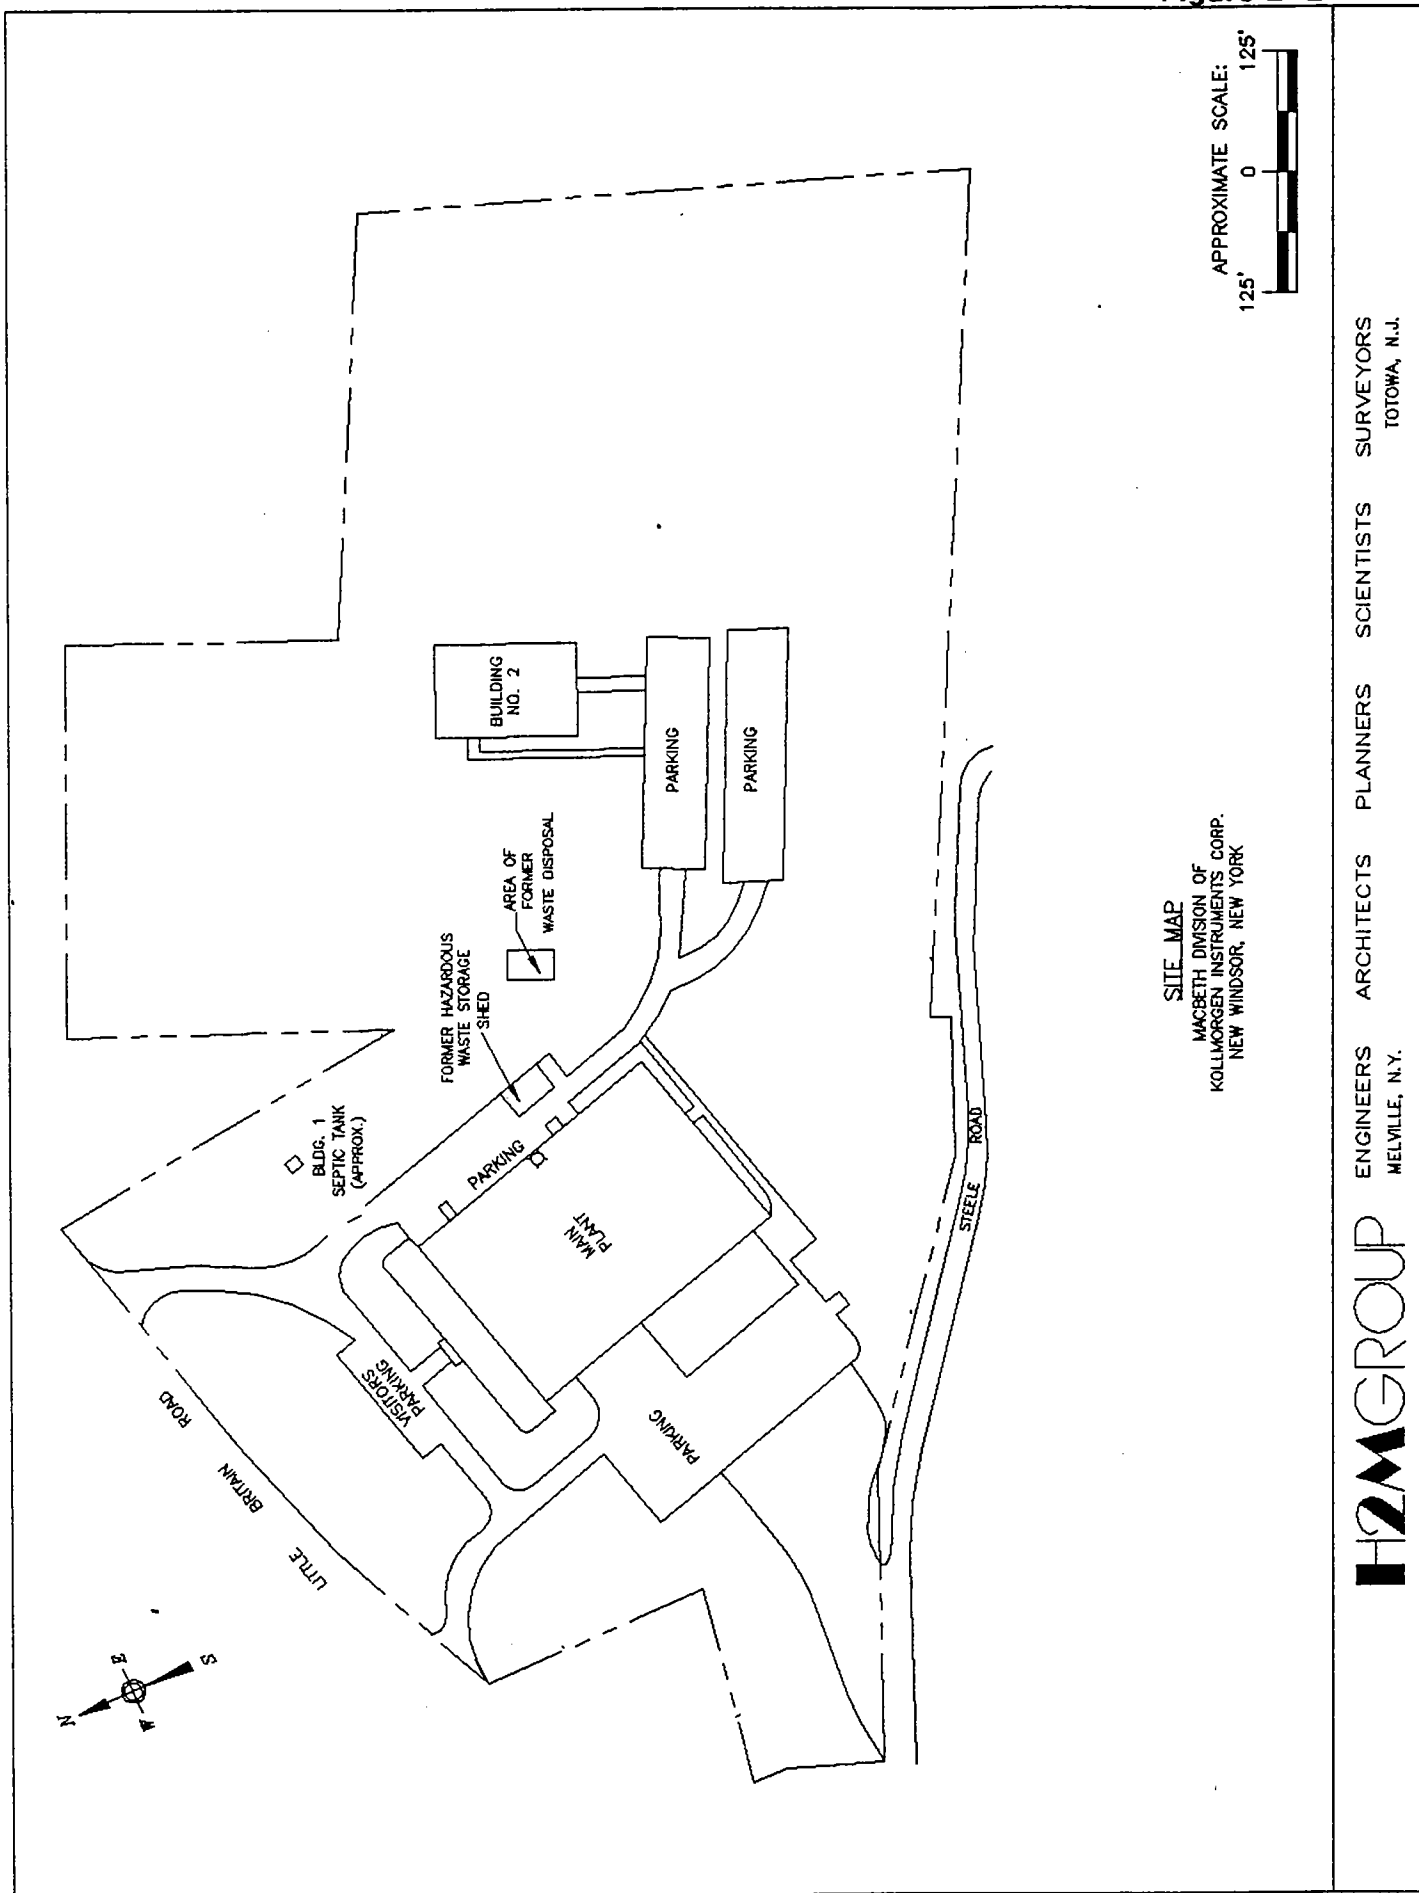 N
E
W
S
LITTLE BRITAIN ROAD
VISITORS
PARKING
BLDG. 1
SEPTIC TANK
(APPROX.)
FORMER HAZARDOUS
WASTE STORAGE
SHED
AREA OF
FORMER
WASTE DISPOSAL
BUILDING
NO. 2
PARKING
MAIN
PLANT
PARKING
PARKING
PARKING
STEELE ROAD
SITE MAP
MACBETH DIVISION OF
KOLLMORGEN INSTRUMENTS CORP.
NEW WINDSOR, NEW YORK
APPROXIMATE SCALE:
125' 0 125'
H2MGROUP
ENGINEERS ARCHITECTS PLANNERS SCIENTISTS SURVEYORS
MELVILLE, N.Y. TOTOWA, N.J.